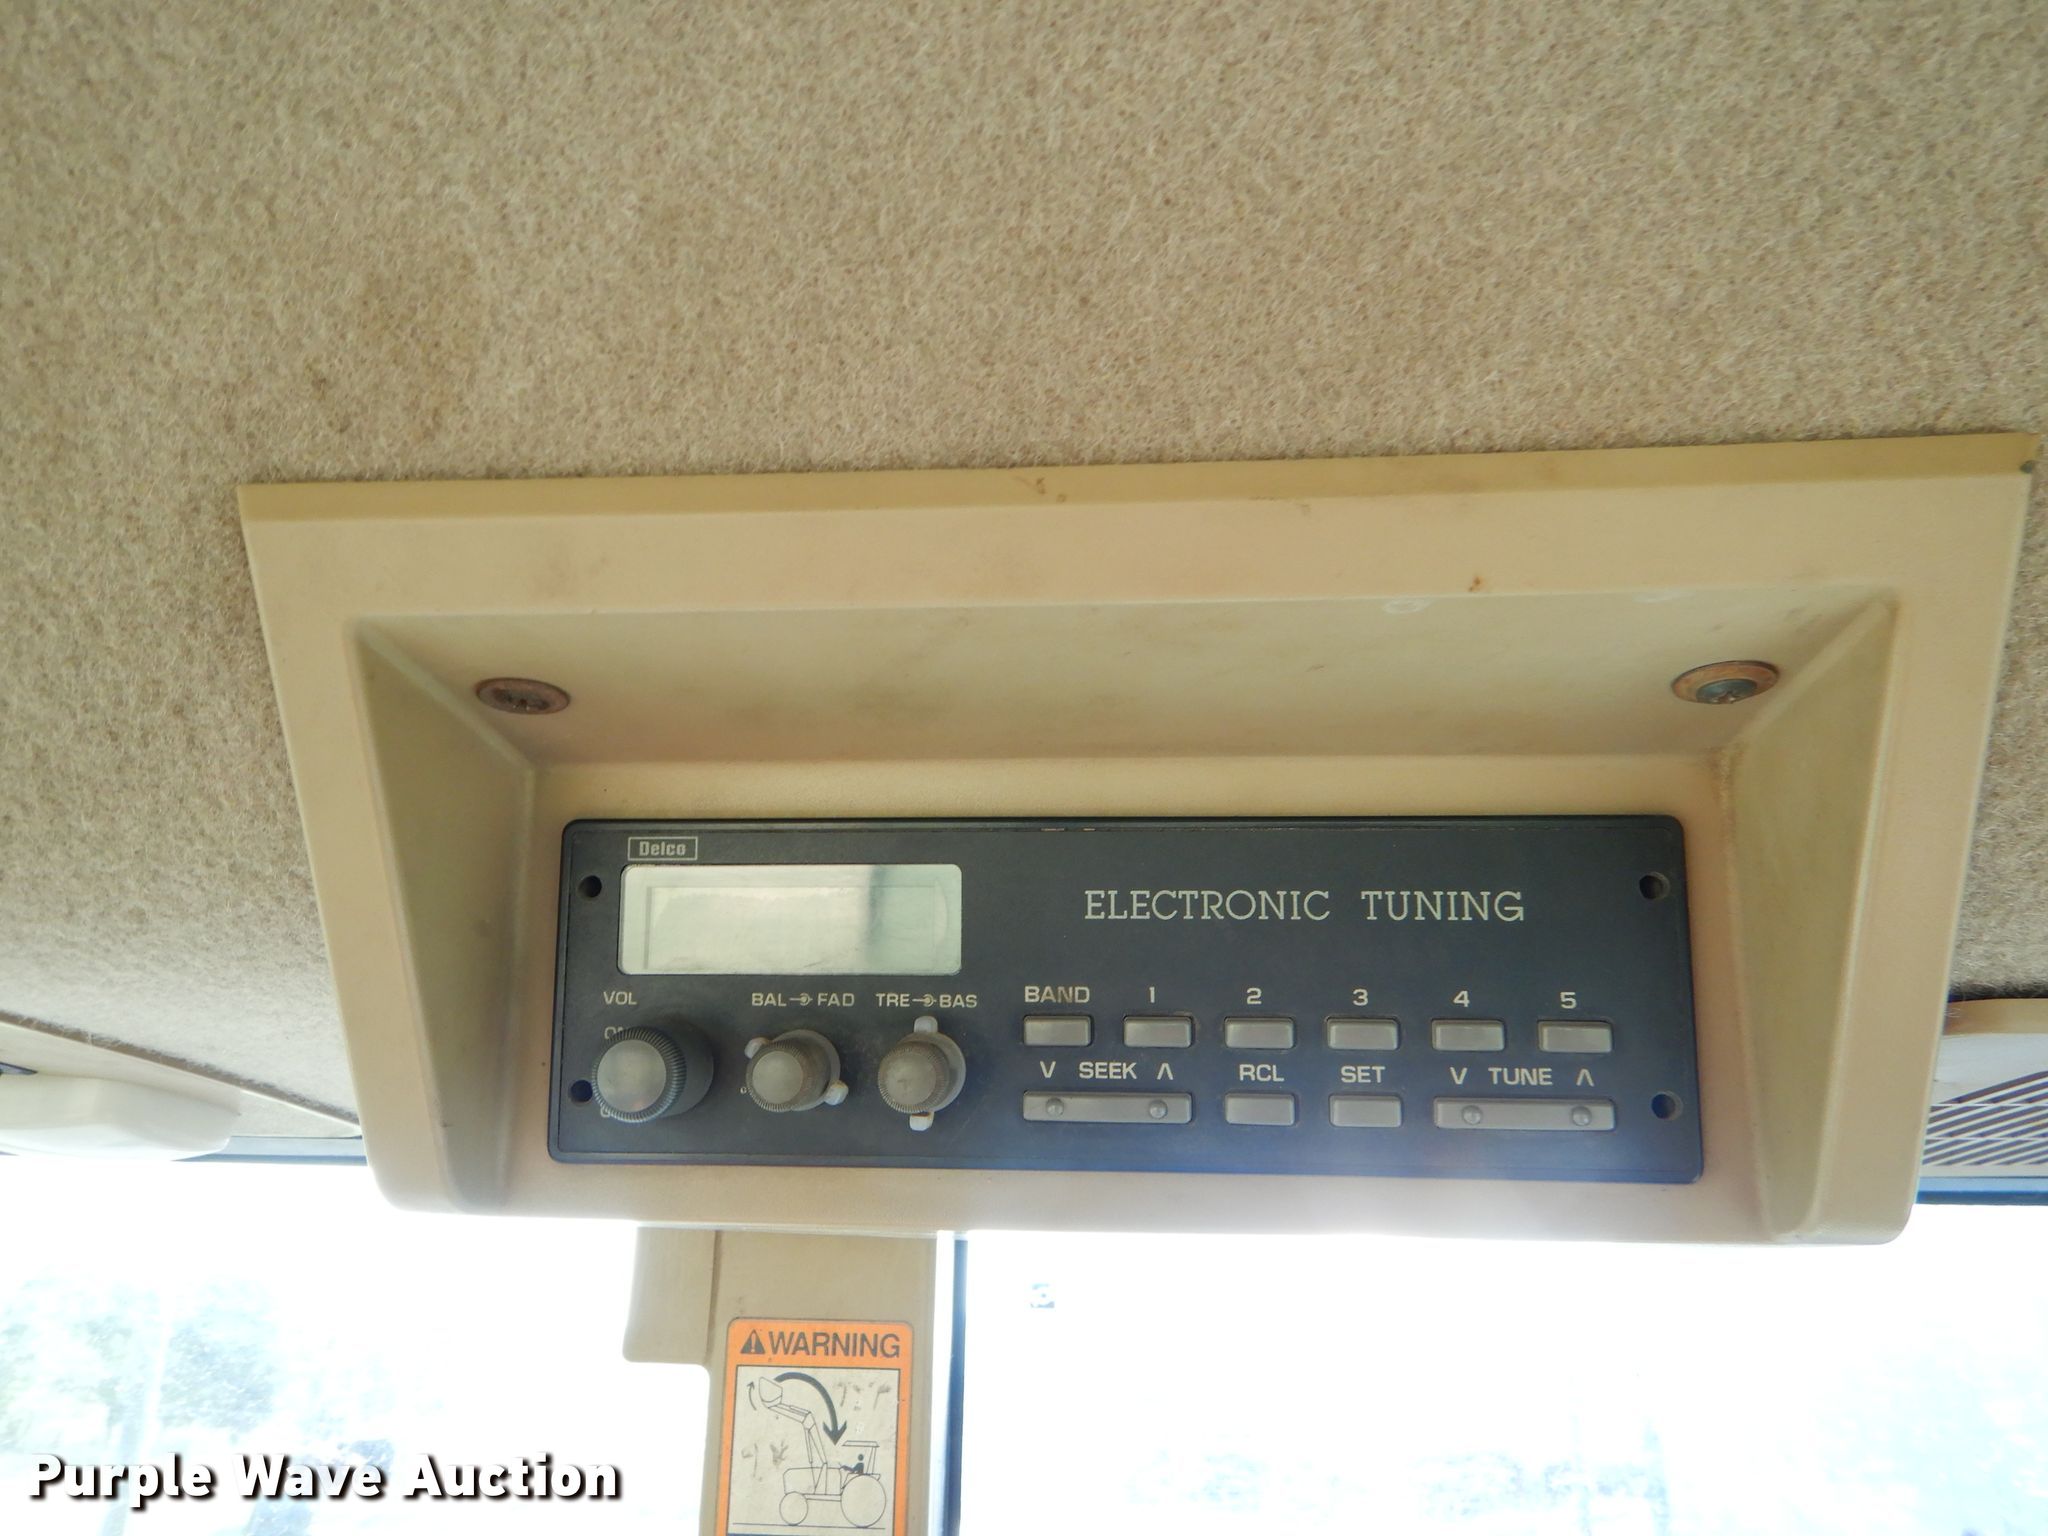 Delco
ELECTRONIC TUNING
VOL BAL FAD TRE BAS BAND 1 2 3 4 5
V SEEK Λ RCL SET V TUNE Λ
WARNING
Purple Wave Auction